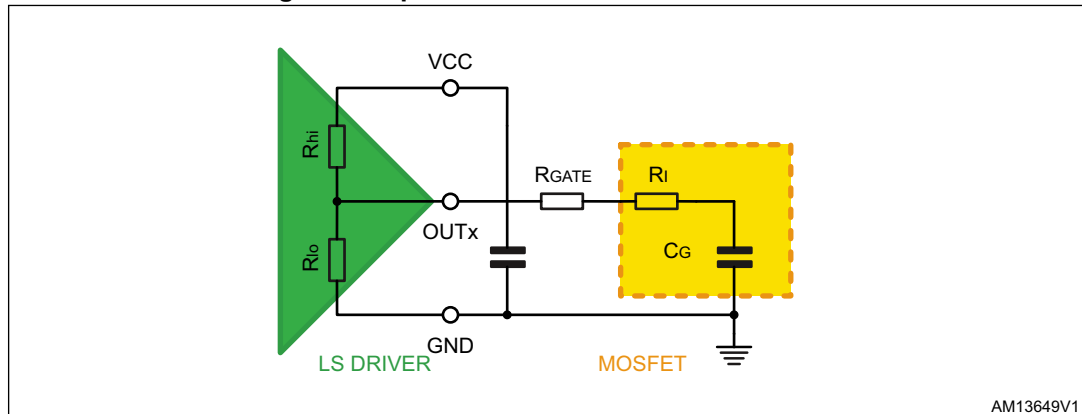 VCC
Rhi
RGATE
RI
OUTx
Rlo
CG
GND
LS DRIVER
MOSFET
AM13649V1